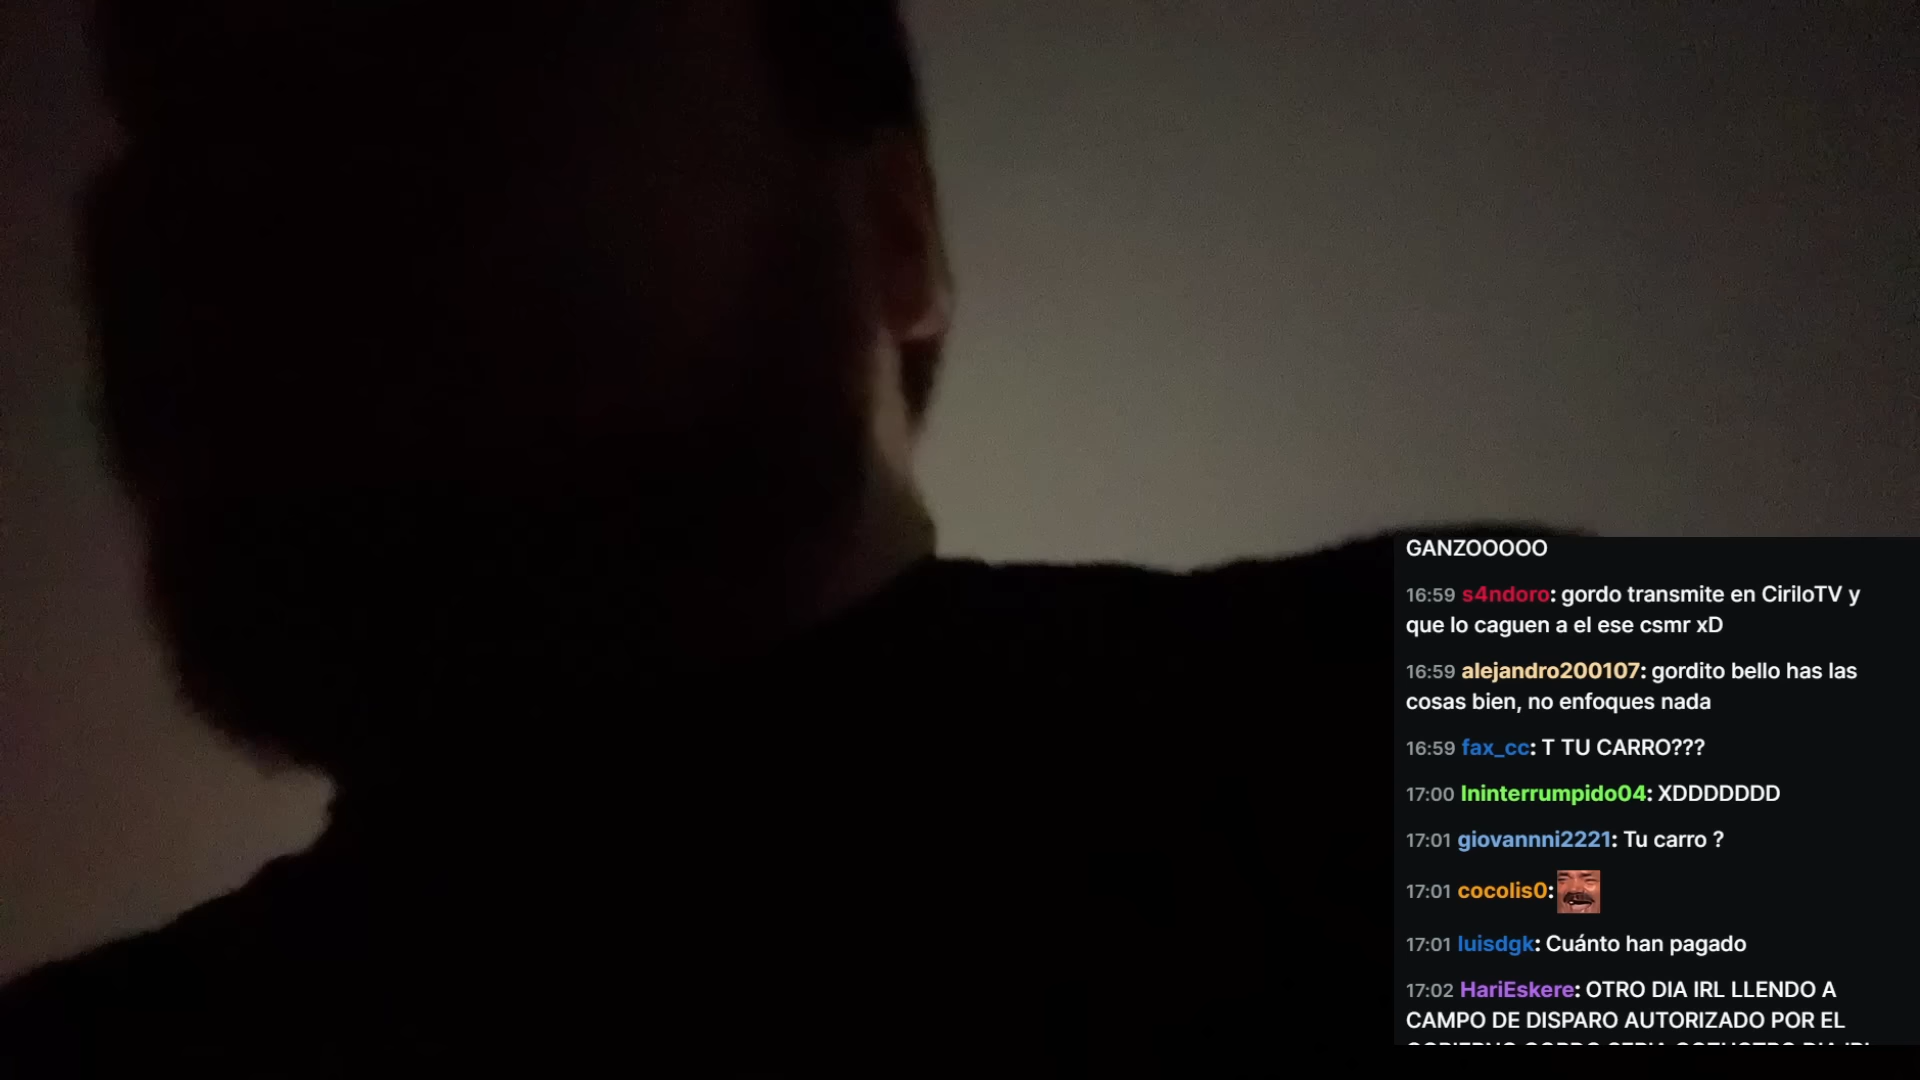 GANZOOOOO
16:59 s4ndoro: gordo transmite en CiriloTV y
que lo caguen a el ese csmr xD
16:59 alejandro200107: gordito bello has las
cosas bien, no enfoques nada
16:59 fax_cc: T TU CARRO???
17:00 Ininterrumpido04: XDDDDDDD
17:01 giovannni2221: Tu carro ?
17:01 cocolis0:
17:01 luisdgk: Cuánto han pagado
17:02 HariEskere: OTRO DIA IRL LLENDO A
CAMPO DE DISPARO AUTORIZADO POR EL